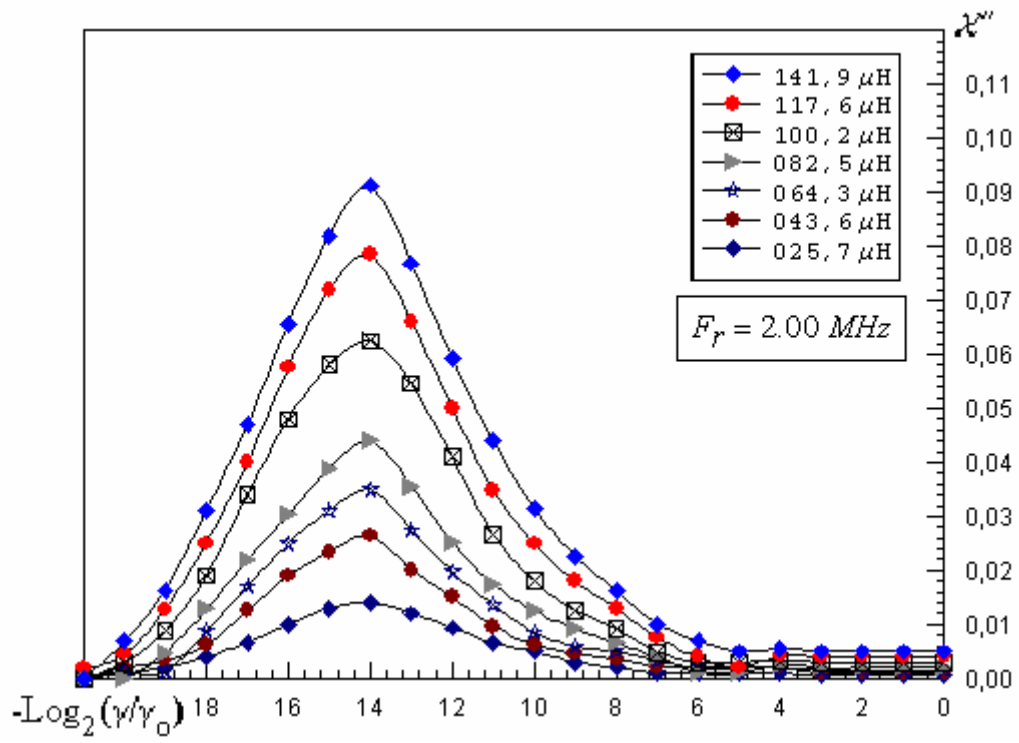 χ'''
141, 9 μH
117, 6 μH
100, 2 μH
082, 5 μH
064, 3 μH
043, 6 μH
025, 7 μH
F_r = 2.00 MHz
0,11
0,10
0,09
0,08
0,07
0,06
0,05
0,04
0,03
0,02
0,01
0,00
-Log_2(γ/γ_o) 18 16 14 12 10 8 6 4 2 0